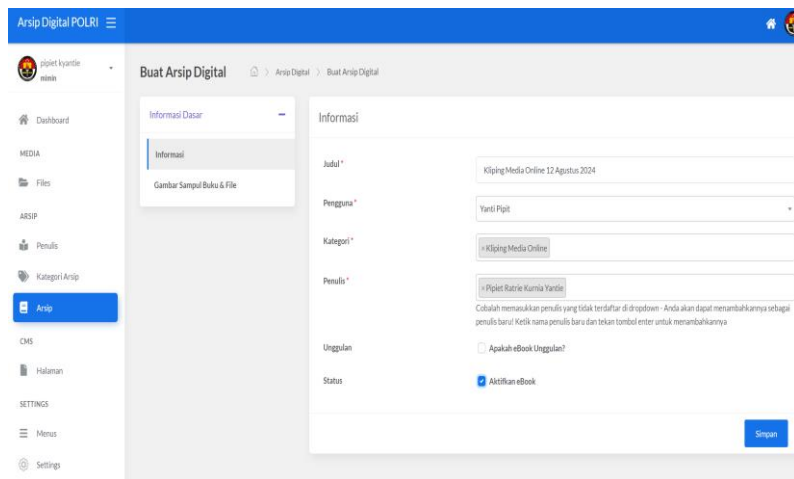 Arsip Digital POLRI
pipiet kyantie
mimin
Dashboard
MEDIA
Files
ARSIP
Penulis
Kategori Arsip
Arsip
CMS
Halaman
SETTINGS
Menus
Settings
Buat Arsip Digital
Arsip Digital > Buat Arsip Digital
Informasi Dasar
Informasi
Gambar Sampul Buku & File
Informasi
Judul *
Kliping Media Online 12 Agustus 2024
Pengguna *
Yanti Pipit
Kategori *
× Kliping Media Online
Penulis *
× Pipiet Ratrie Kurnia Yantie
Cobalah memasukkan penulis yang tidak terdaftar di dropdown - Anda akan dapat menambahkannya sebagai
penulis baru! Ketik nama penulis baru dan tekan tombol enter untuk menambahkannya
Unggulan
Apakah eBook Unggulan?
Status
Aktifkan eBook
Simpan